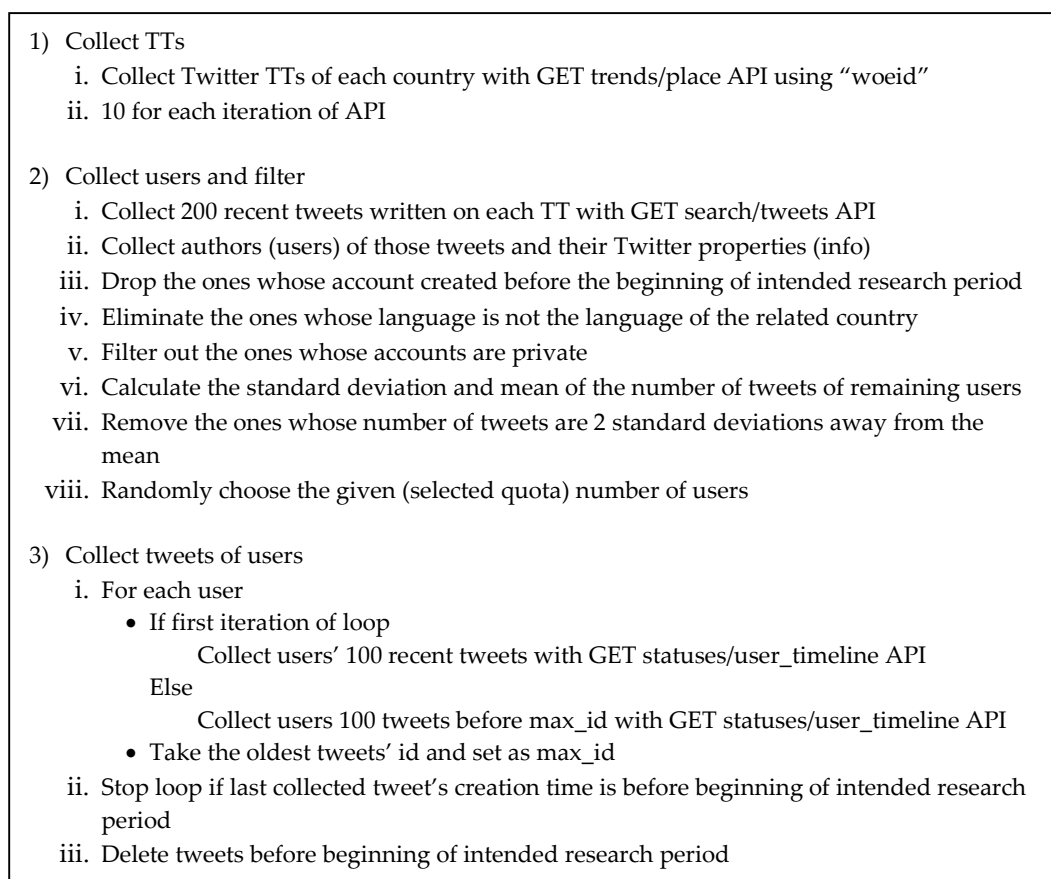 1) Collect TTs
i. Collect Twitter TTs of each country with GET trends/place API using “woeid”
ii. 10 for each iteration of API
2) Collect users and filter
i. Collect 200 recent tweets written on each TT with GET search/tweets API
ii. Collect authors (users) of those tweets and their Twitter properties (info)
iii. Drop the ones whose account created before the beginning of intended research period
iv. Eliminate the ones whose language is not the language of the related country
v. Filter out the ones whose accounts are private
vi. Calculate the standard deviation and mean of the number of tweets of remaining users
vii. Remove the ones whose number of tweets are 2 standard deviations away from the
mean
viii. Randomly choose the given (selected quota) number of users
3) Collect tweets of users
i. For each user
• If first iteration of loop
Collect users’ 100 recent tweets with GET statuses/user_timeline API
Else
Collect users 100 tweets before max_id with GET statuses/user_timeline API
• Take the oldest tweets’ id and set as max_id
ii. Stop loop if last collected tweet’s creation time is before beginning of intended research
period
iii. Delete tweets before beginning of intended research period